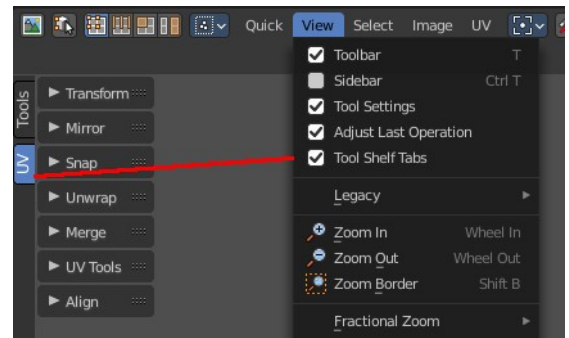 Quick View Select Image UV
Tools
UV
Transform
Mirror
Snap
Unwrap
Merge
UV Tools
Align
Toolbar T
Sidebar Ctrl T
Tool Settings
Adjust Last Operation
Tool Shelf Tabs
Legacy
Zoom In Wheel In
Zoom Out Wheel Out
Zoom Border Shift B
Fractional Zoom